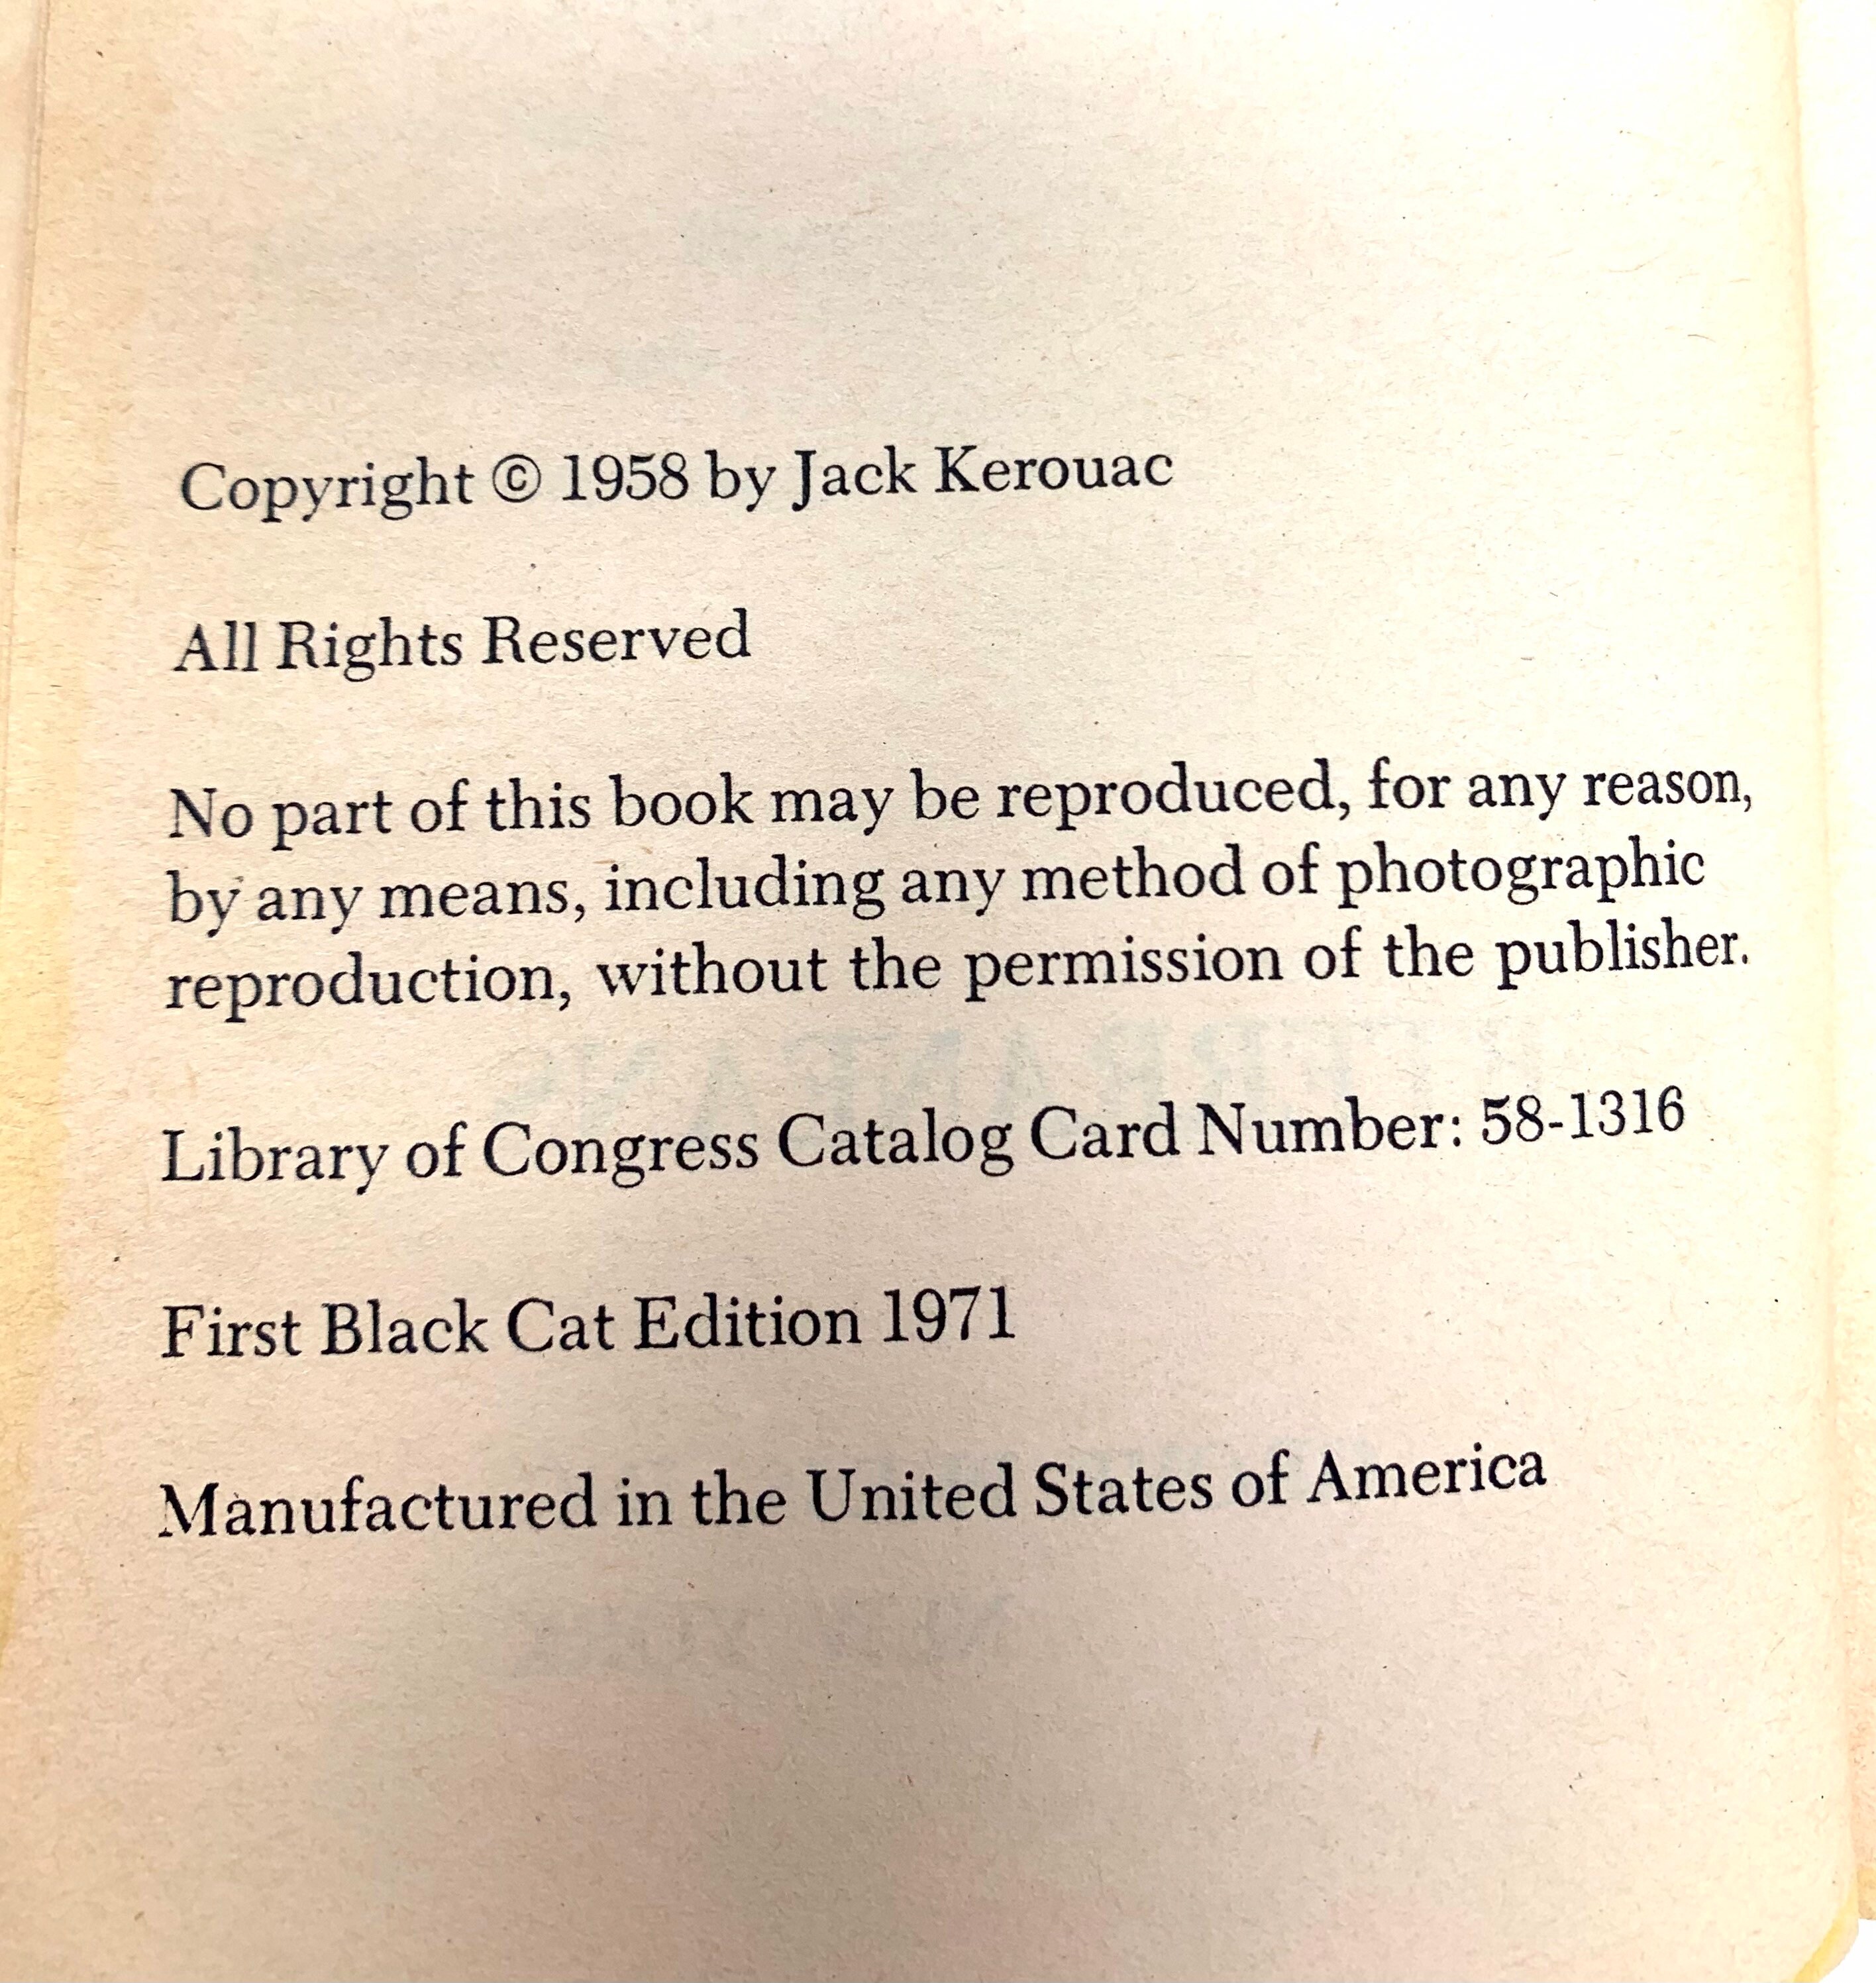 Copyright © 1958 by Jack Kerouac
All Rights Reserved
No part of this book may be reproduced, for any reason,
by any means, including any method of photographic
reproduction, without the permission of the publisher.
Library of Congress Catalog Card Number: 58-1316
First Black Cat Edition 1971
Manufactured in the United States of America